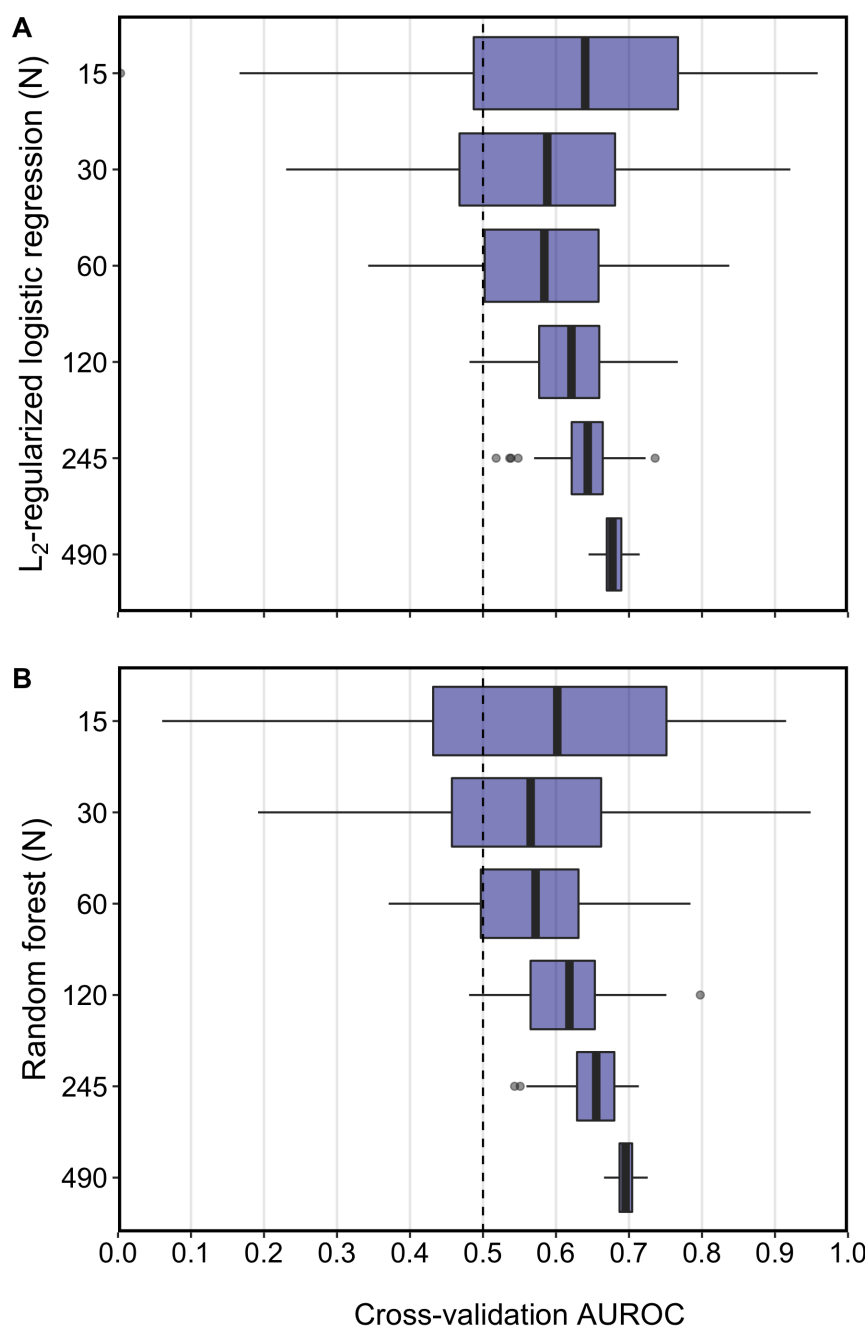 A
L₂-regularized logistic regression (N)
15
30
60
120
245
490
B
Random forest (N)
15
30
60
120
245
490
0.0 0.1 0.2 0.3 0.4 0.5 0.6 0.7 0.8 0.9 1.0
Cross-validation AUROC